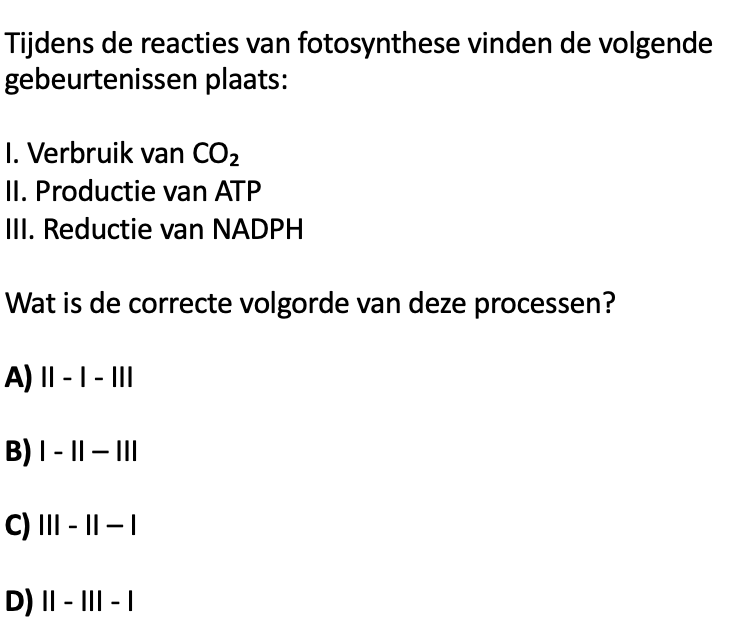 Tijdens de reacties van fotosynthese vinden de volgende
gebeurtenissen plaats:
I. Verbruik van CO₂
II. Productie van ATP
III. Reductie van NADPH
Wat is de correcte volgorde van deze processen?
A) II - I - III
B) I - II – III
C) III - II – I
D) II - III - I